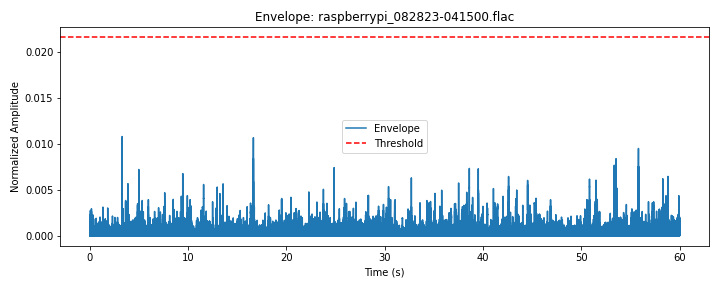 Envelope: raspberrypi_082823-041500.flac
Normalized Amplitude
0.020
0.015
0.010
0.005
0.000
Envelope
Threshold
0
10
20
30
40
50
60
Time (s)